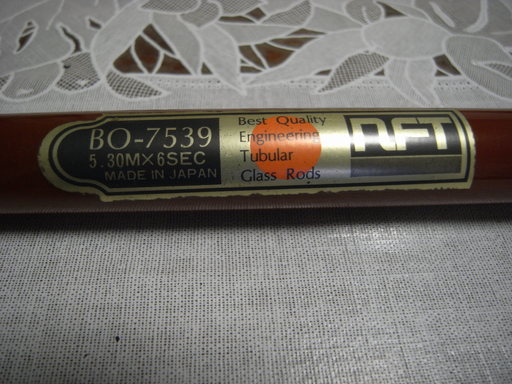 BO-7539
5.30M×6SEC
MADE IN JAPAN
Best Quality
Engineering
Tubular
Glass Rods
NFT